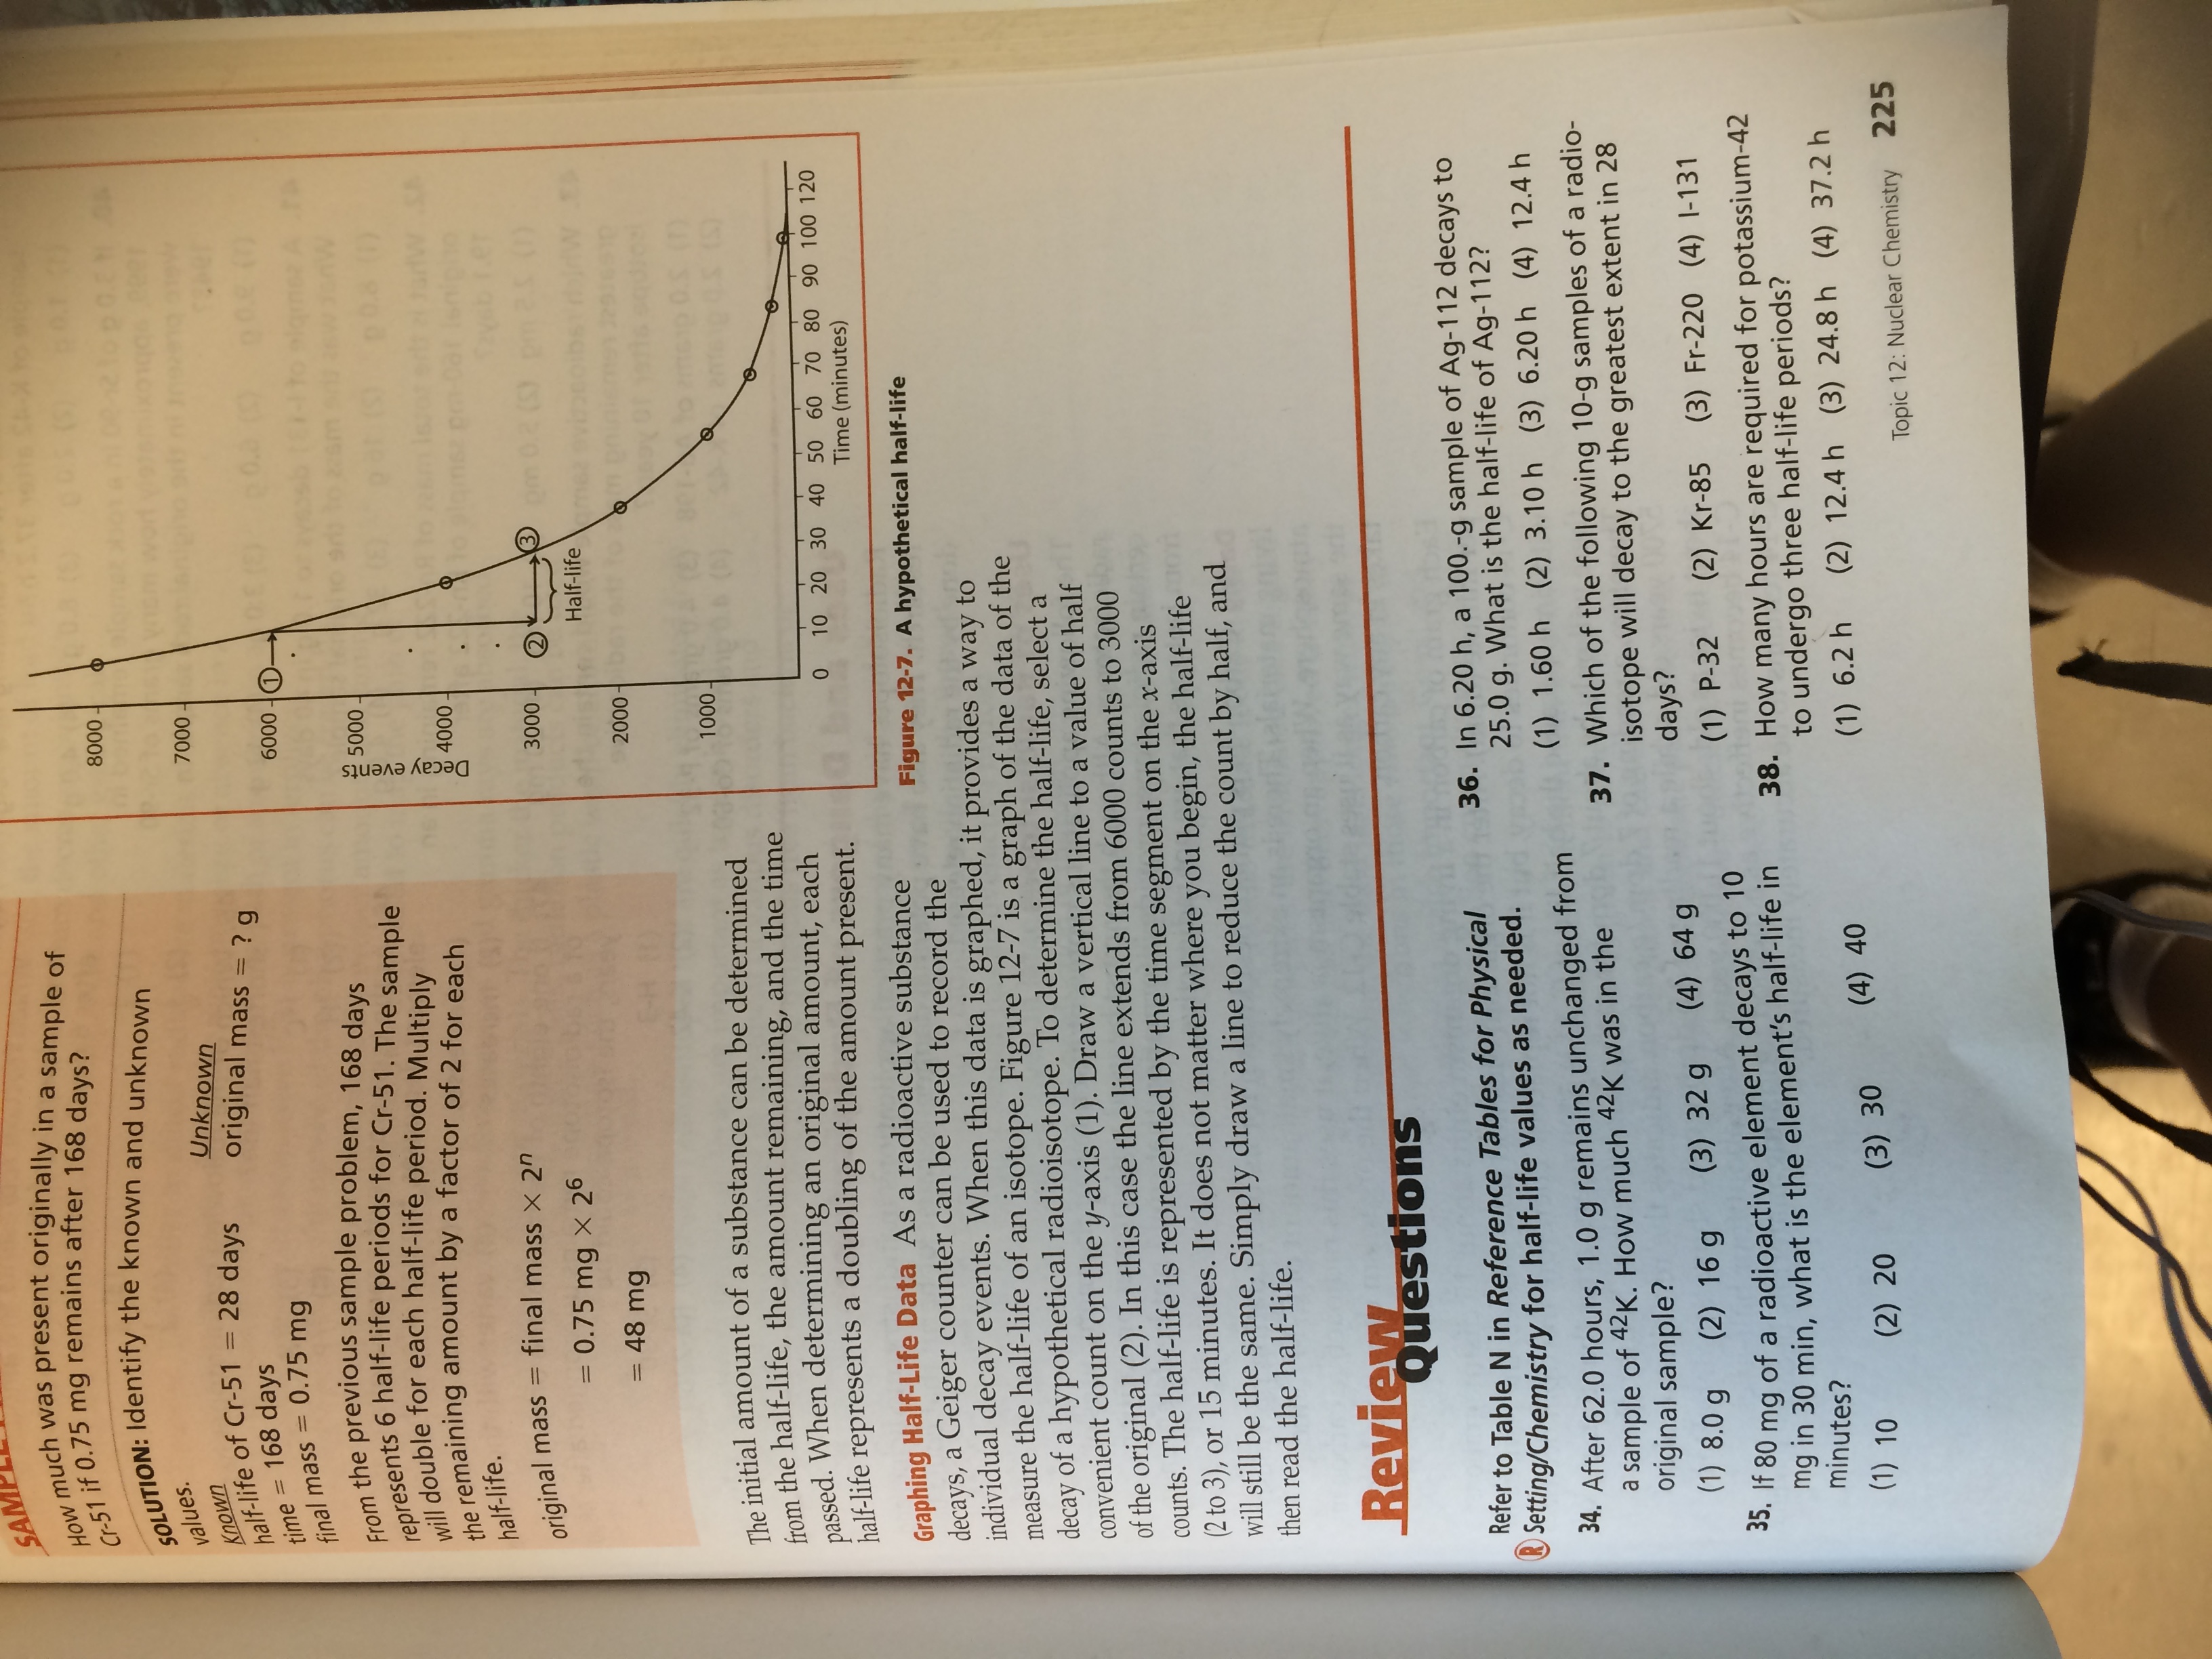 SAMPLE
How much was present originally in a sample of
Cr-51 if 0.75 mg remains after 168 days?
SOLUTION: Identify the known and unknown
values.
Known
Unknown
half-life of Cr-51 = 28 days
original mass = ? g
time = 168 days
final mass = 0.75 mg
From the previous sample problem, 168 days
represents 6 half-life periods for Cr-51. The sample
will double for each half-life period. Multiply
the remaining amount by a factor of 2 for each
half-life.
original mass = final mass × 2ⁿ
= 0.75 mg × 2⁶
= 48 mg
The initial amount of a substance can be determined
from the half-life, the amount remaining, and the time
passed. When determining an original amount, each
half-life represents a doubling of the amount present.
Decay events
8000
7000
6000
①
5000
4000
3000
②
③
Half-life
2000
1000
0 10 20 30 40 50 60 70 80 90 100 120
Time (minutes)
Figure 12-7. A hypothetical half-life
Graphing Half-Life Data As a radioactive substance
decays, a Geiger counter can be used to record the
individual decay events. When this data is graphed, it provides a way to
measure the half-life of an isotope. Figure 12-7 is a graph of the data of the
decay of a hypothetical radioisotope. To determine the half-life, select a
convenient count on the y-axis (1). Draw a vertical line to a value of half
of the original (2). In this case the line extends from 6000 counts to 3000
counts. The half-life is represented by the time segment on the x-axis
(2 to 3), or 15 minutes. It does not matter where you begin, the half-life
will still be the same. Simply draw a line to reduce the count by half, and
then read the half-life.
Review
Questions
Refer to Table N in Reference Tables for Physical
Ⓡ Setting/Chemistry for half-life values as needed.
34. After 62.0 hours, 1.0 g remains unchanged from
a sample of ⁴²K. How much ⁴²K was in the
original sample?
(1) 8.0 g (2) 16 g (3) 32 g (4) 64 g
35. If 80 mg of a radioactive element decays to 10
mg in 30 min, what is the element's half-life in
minutes?
(1) 10 (2) 20 (3) 30 (4) 40
36. In 6.20 h, a 100.-g sample of Ag-112 decays to
25.0 g. What is the half-life of Ag-112?
(1) 1.60 h (2) 3.10 h (3) 6.20 h (4) 12.4 h
37. Which of the following 10-g samples of a radio-
isotope will decay to the greatest extent in 28
days?
(1) P-32 (2) Kr-85 (3) Fr-220 (4) I-131
38. How many hours are required for potassium-42
to undergo three half-life periods?
(1) 6.2 h (2) 12.4 h (3) 24.8 h (4) 37.2 h
Topic 12: Nuclear Chemistry 225